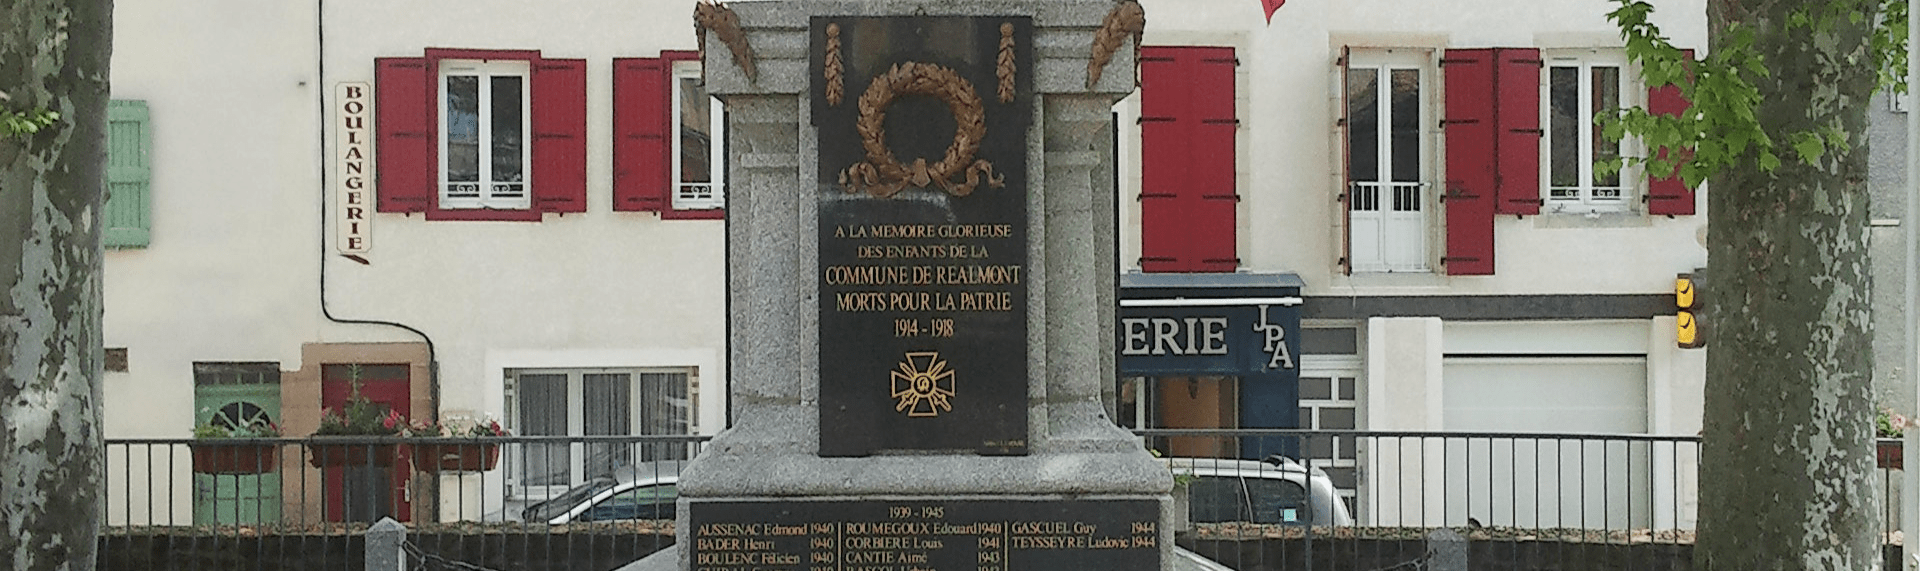 BOULANGERIE
A LA MEMOIRE GLORIEUSE
DES ENFANTS DE LA
COMMUNE DE REALMONT
MORTS POUR LA PATRIE
1914 - 1918
ERIE JPA
1939 - 1945
AUSSENAC Edmond 1940
BADER Henri 1940
BOULENC Félicien 1940
ROUMEGOUX Edouard 1940
CORBIERE Louis 1941
CANTIE Aimé 1943
GASCUEL Guy 1944
TEYSSEYRE Ludovic 1944